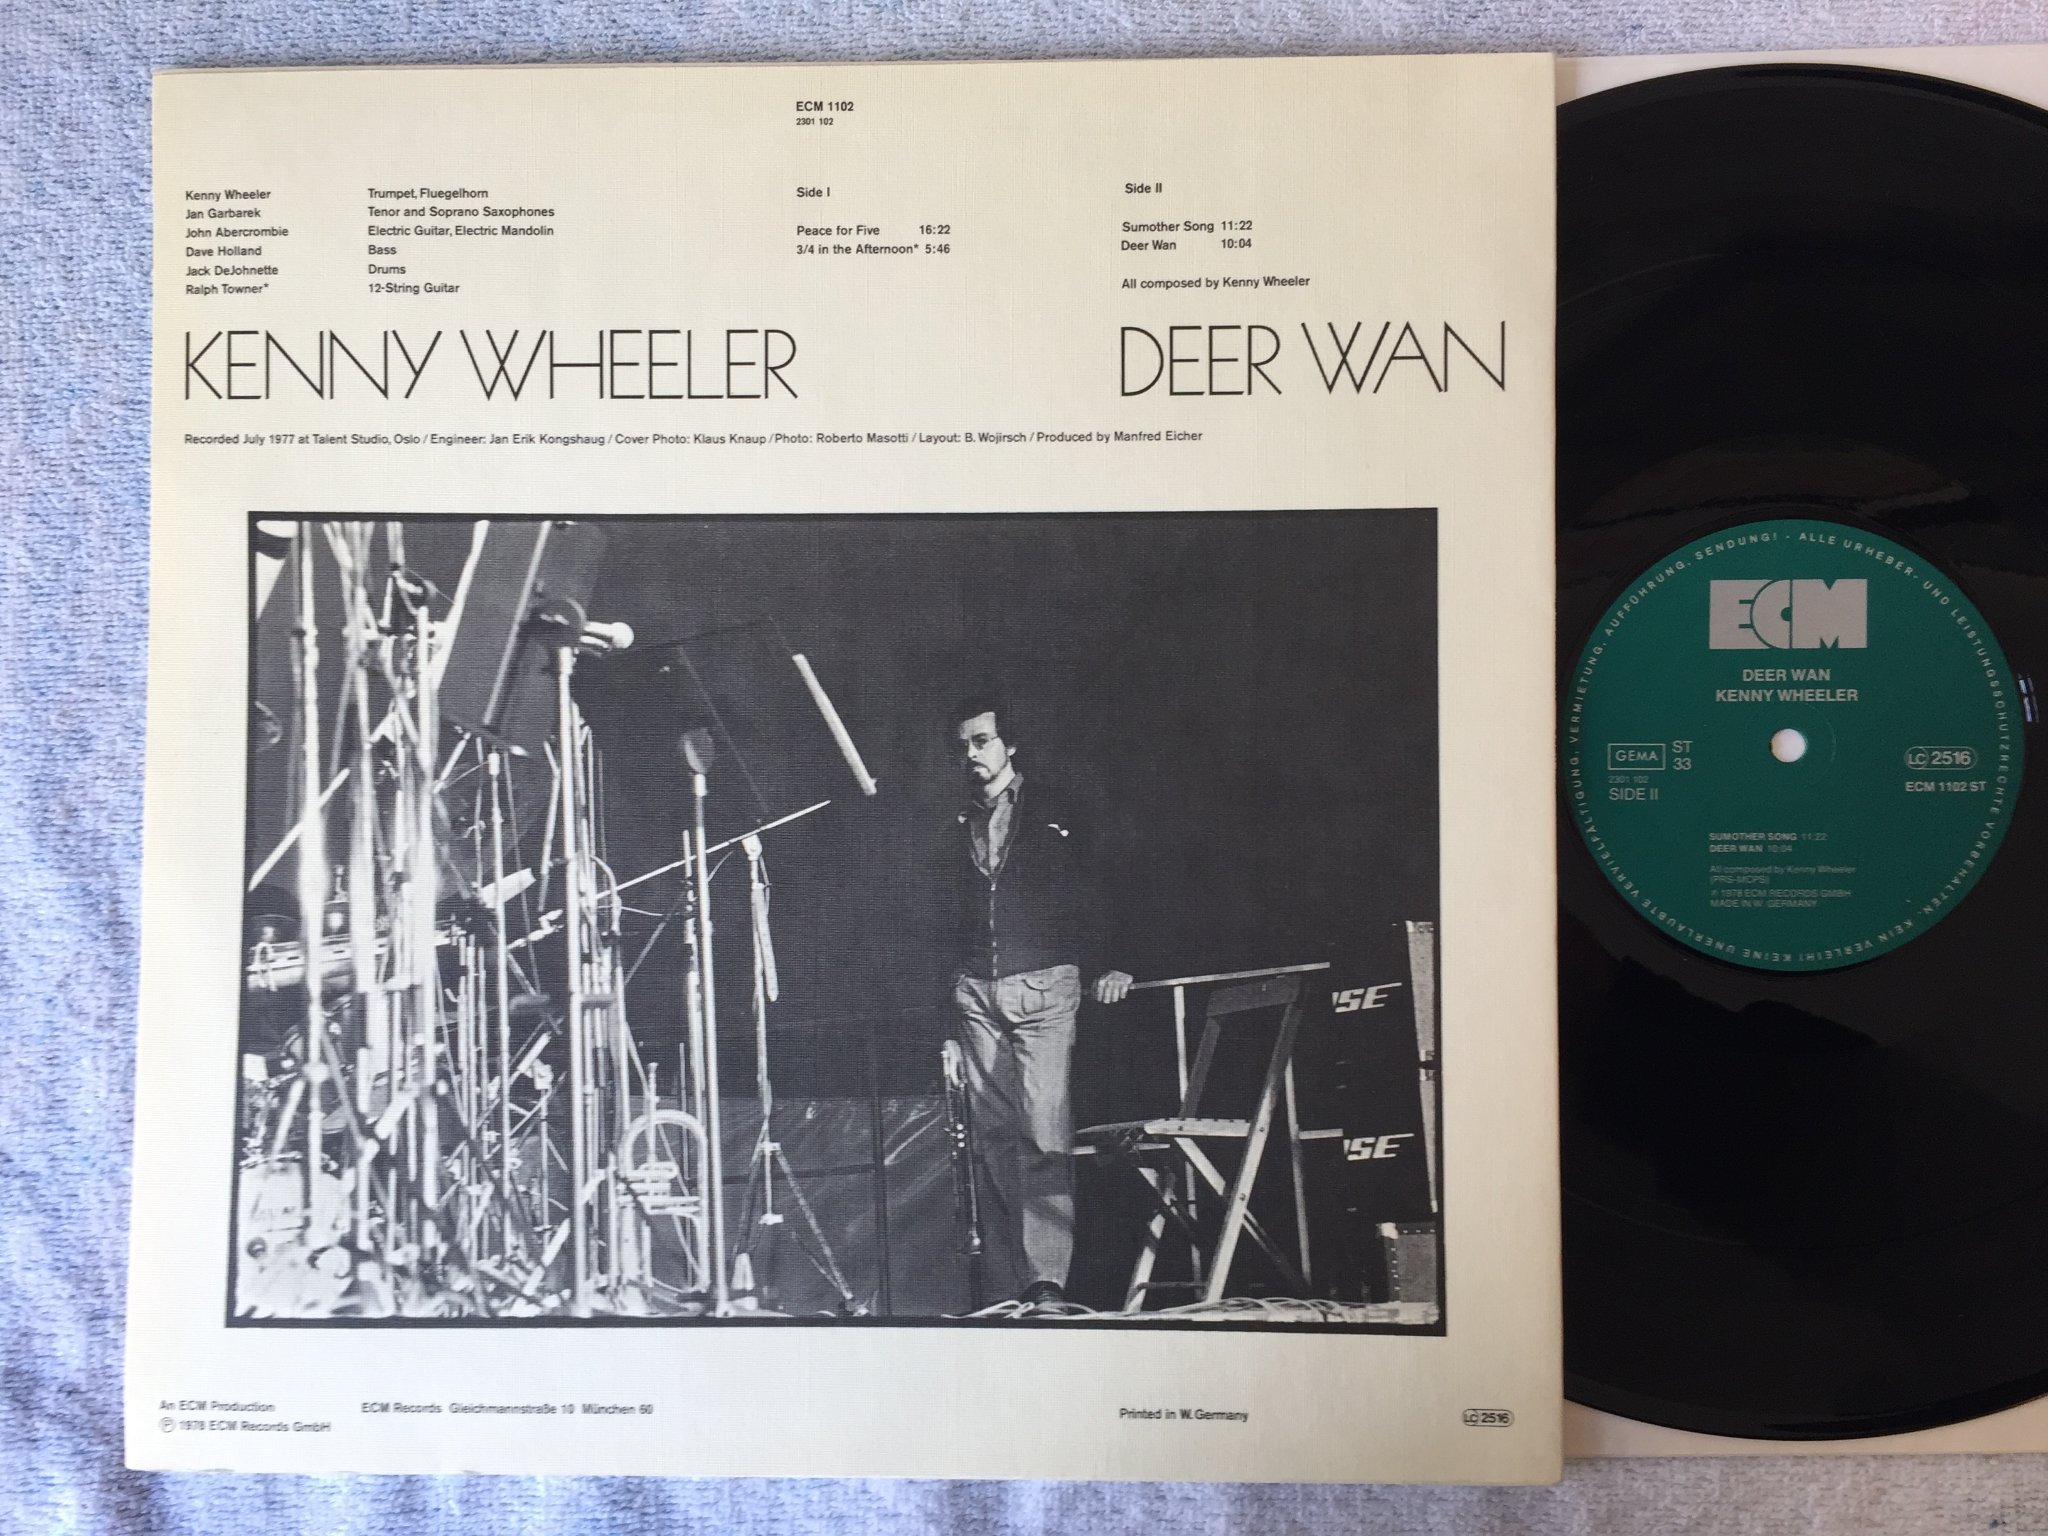 ECM 1102
2301 102
Kenny Wheeler Trumpet, Fluegelhorn
Jan Garbarek Tenor and Soprano Saxophones
John Abercrombie Electric Guitar, Electric Mandolin
Dave Holland Bass
Jack DeJohnette Drums
Ralph Towner* 12-String Guitar
Side I
Peace for Five 16:22
3/4 in the Afternoon* 5:46
Side II
Sumother Song 11:22
Deer Wan 10:04
All composed by Kenny Wheeler
KENNY WHEELER DEER WAN
Recorded July 1977 at Talent Studio, Oslo / Engineer: Jan Erik Kongshaug / Cover Photo: Klaus Knaup / Photo: Roberto Masotti / Layout: B. Wojirsch / Produced by Manfred Eicher
USE
USE
An ECM Production ECM Records Gleichmannstraße 10 München 60 Printed in W. Germany LC 2516
℗ 1978 ECM Records GmbH
ALLE URHEBER- UND LEISTUNGSSCHUTZRECHTE VORBEHALTEN. KEIN VERLEIH! KEINE UNERLAUBTE VERVIELFÄLTIGUNG, VERMIETUNG, AUFFÜHRUNG, SENDUNG! -
ECM
DEER WAN
KENNY WHEELER
GEMA
ST
33
2301 102
SIDE II
LC 2516
ECM 1102 ST
SUMOTHER SONG 11:22
DEER WAN 10:04
All composed by Kenny Wheeler
(PRS-MCPS)
℗ 1978 ECM RECORDS GMBH
MADE IN W. GERMANY